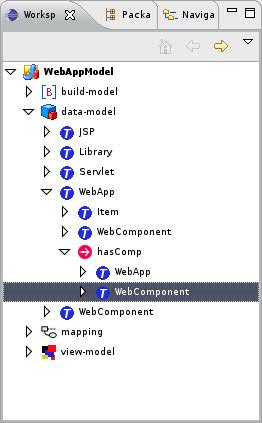 Worksp Packa Naviga
WebAppModel
[B] build-model
data-model
T JSP
T Library
T Servlet
T WebApp
T Item
T WebComponent
hasComp
T WebApp
T WebComponent
T WebComponent
mapping
view-model